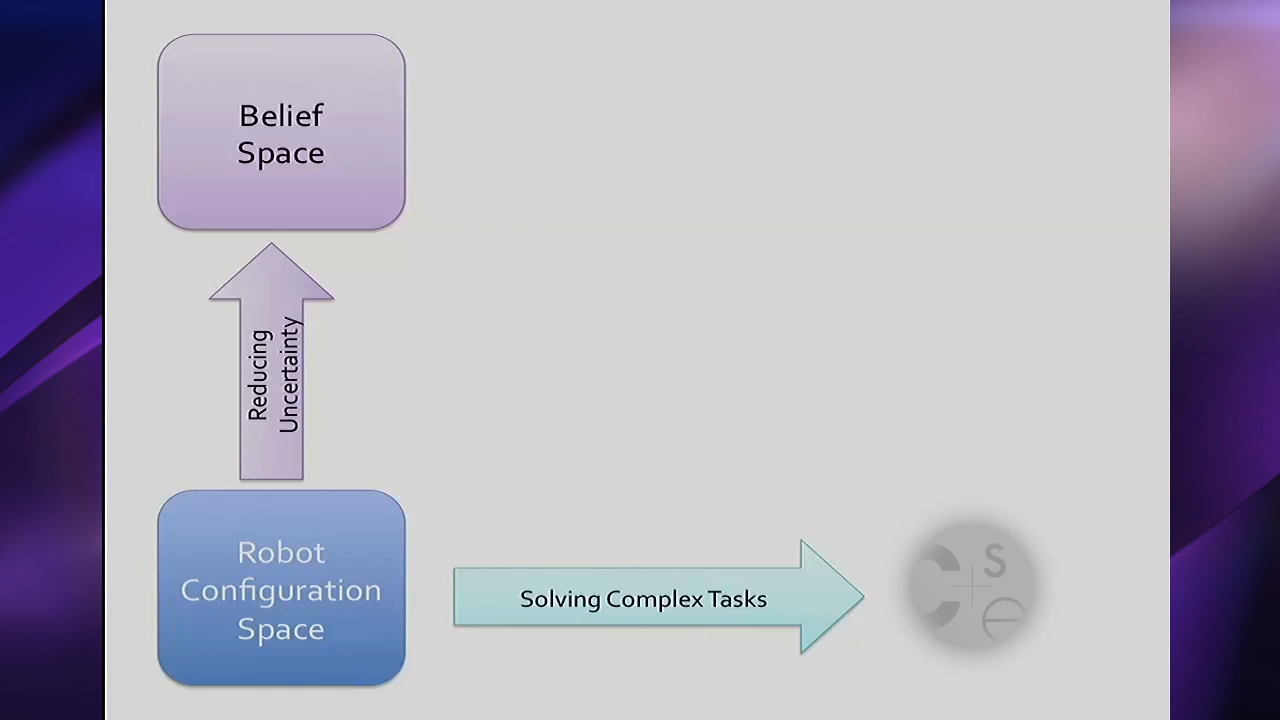 Belief
Space
Reducing
Uncertainty
Robot
Configuration
Space
Solving Complex Tasks
C S
e